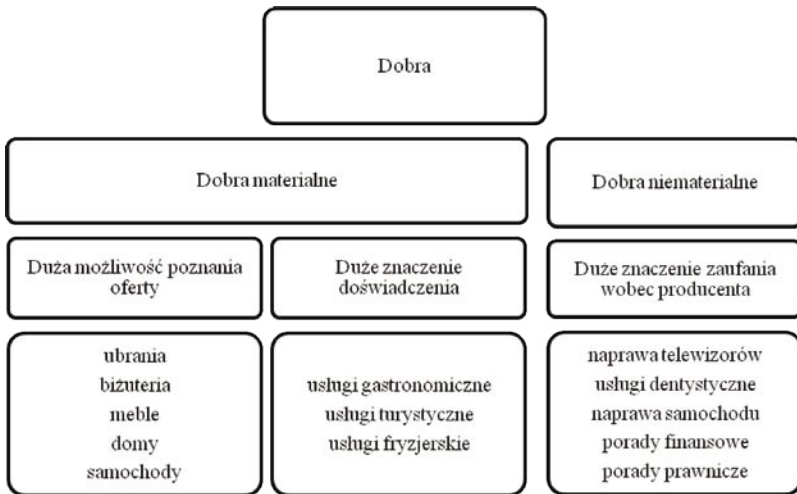 Dobra
Dobra materialne
Dobra niematerialne
Duża możliwość poznania
oferty
Duże znaczenie
doświadczenia
Duże znaczenie zaufania
wobec producenta
ubrania
biżuteria
meble
domy
samochody
usługi gastronomiczne
usługi turystyczne
usługi fryzjerskie
naprawa telewizorów
usługi dentystyczne
naprawa samochodu
porady finansowe
porady prawnicze